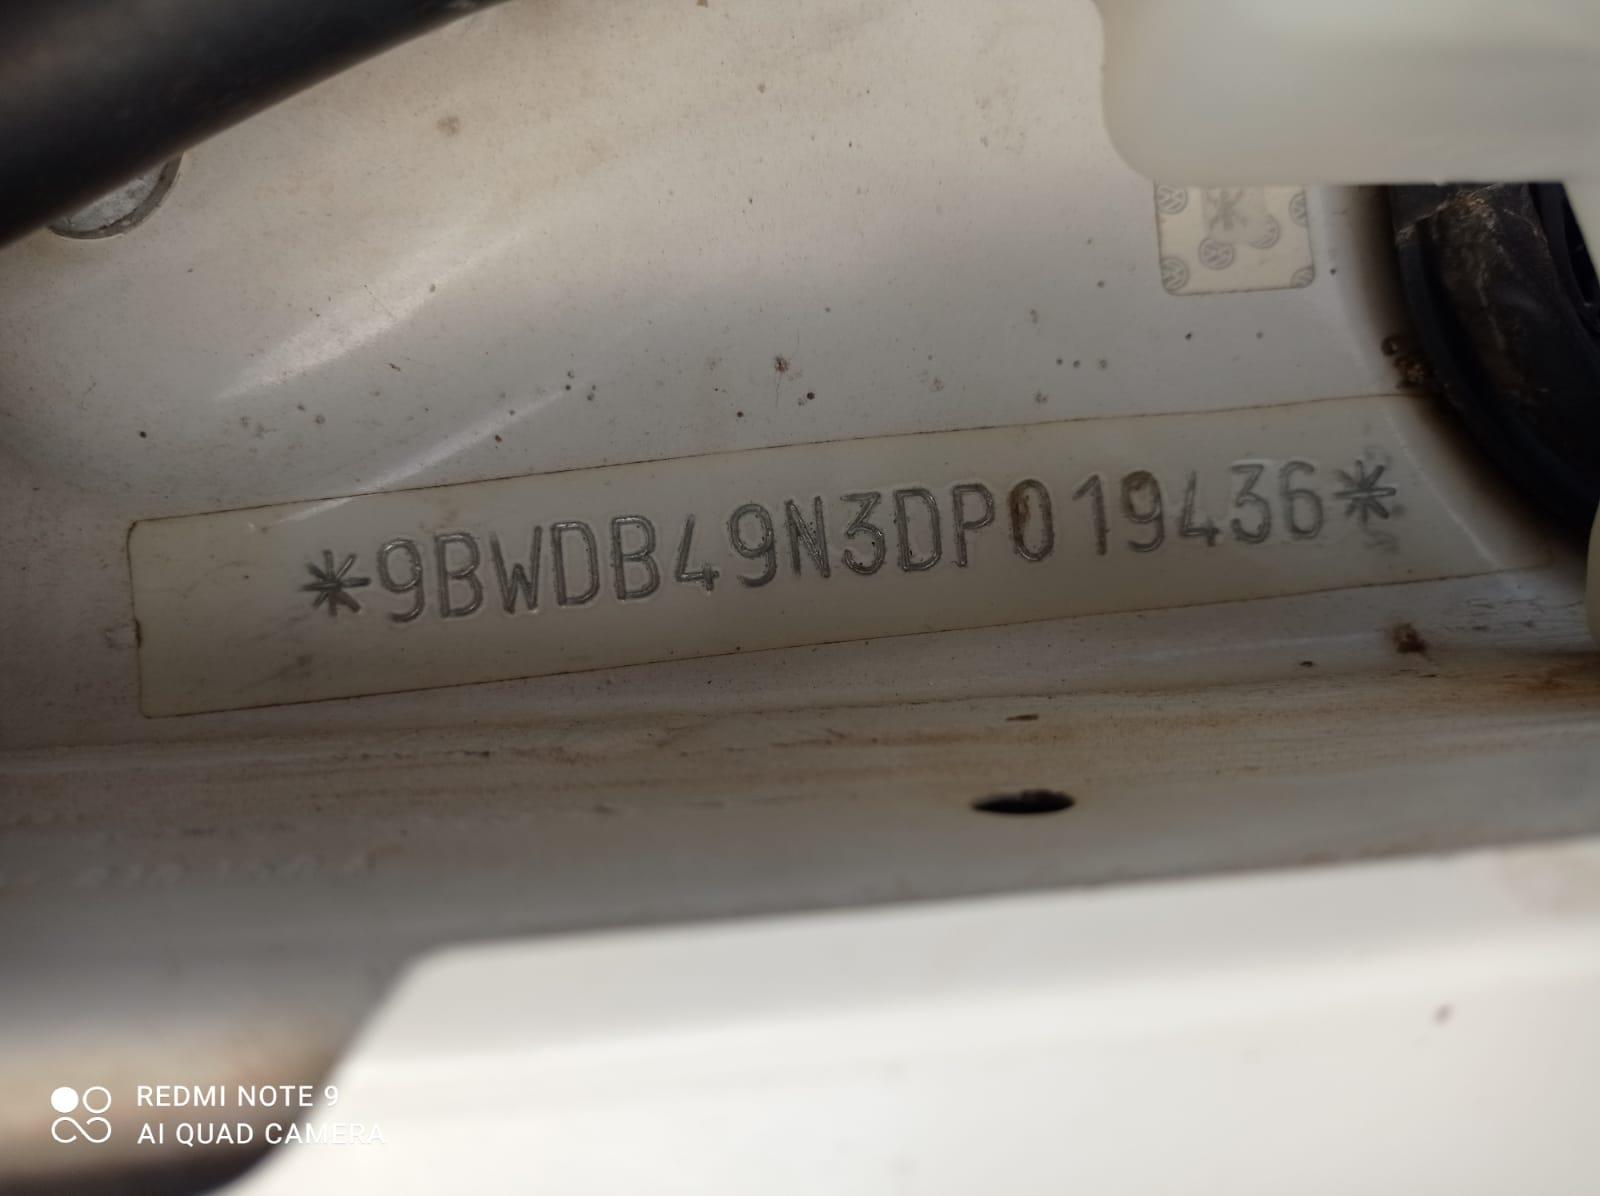 *9BWDB49N3DP019436*
REDMI NOTE 9
AI QUAD CAMERA